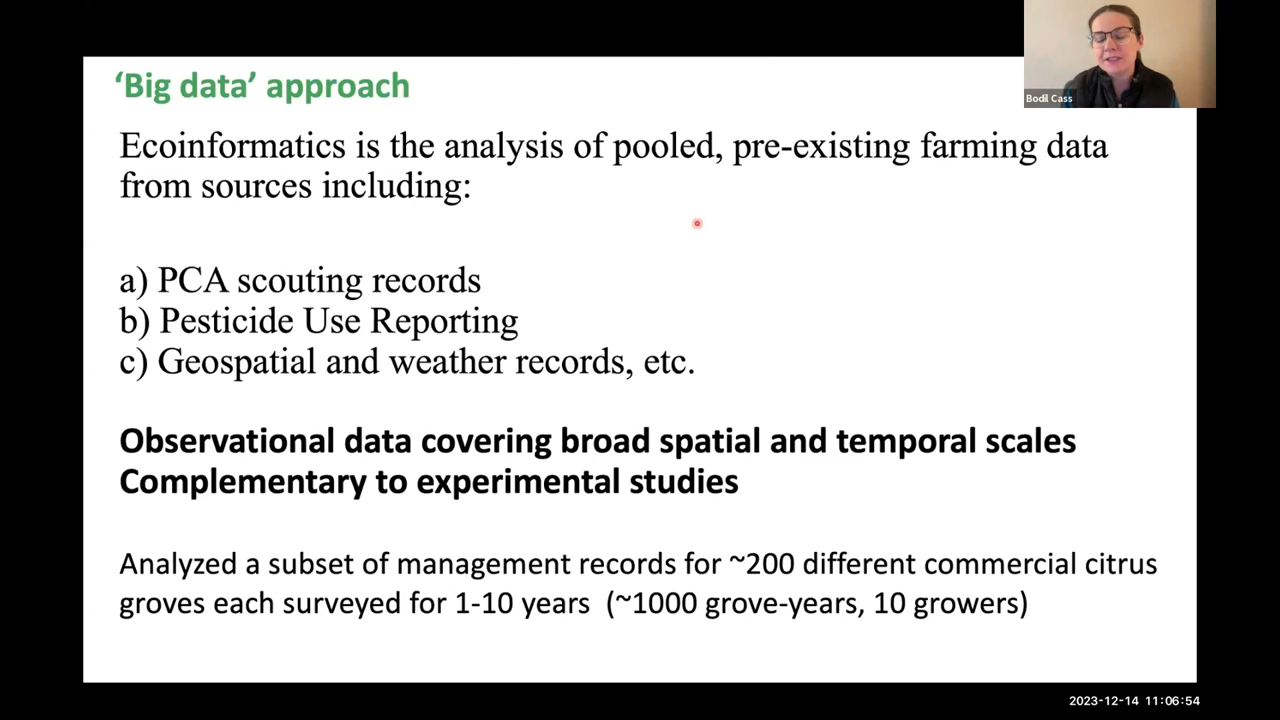 ‘Big data’ approach
Bodil Cass
Ecoinformatics is the analysis of pooled, pre-existing farming data
from sources including:
a) PCA scouting records
b) Pesticide Use Reporting
c) Geospatial and weather records, etc.
Observational data covering broad spatial and temporal scales
Complementary to experimental studies
Analyzed a subset of management records for ~200 different commercial citrus
groves each surveyed for 1-10 years (~1000 grove-years, 10 growers)
2023-12-14 11:06:54